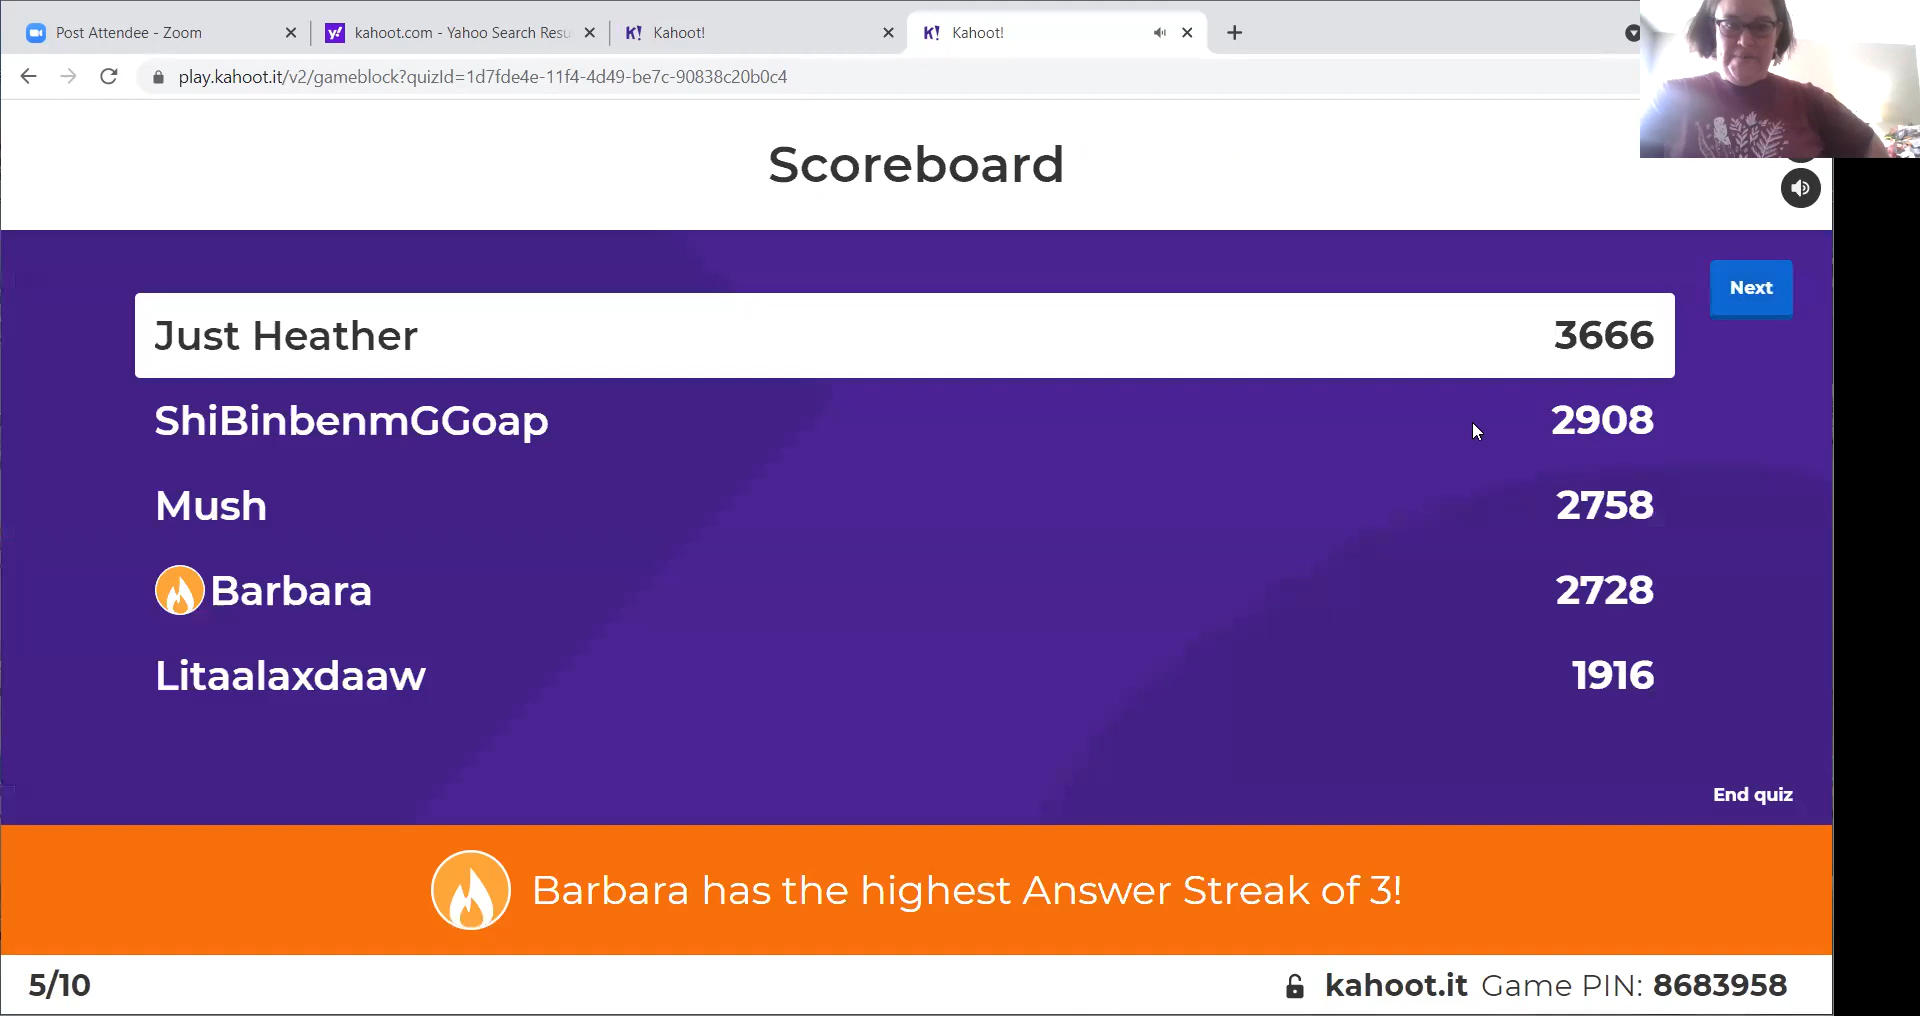 Post Attendee - Zoom
kahoot.com - Yahoo Search Resu
Kahoot!
Kahoot!
play.kahoot.it/v2/gameblock?quizId=1d7fde4e-11f4-4d49-be7c-90838c20b0c4
Scoreboard
Next
Just Heather 3666
ShiBinbenmGGoap 2908
Mush 2758
Barbara 2728
Litaalaxdaaw 1916
End quiz
Barbara has the highest Answer Streak of 3!
5/10
kahoot.it Game PIN: 8683958